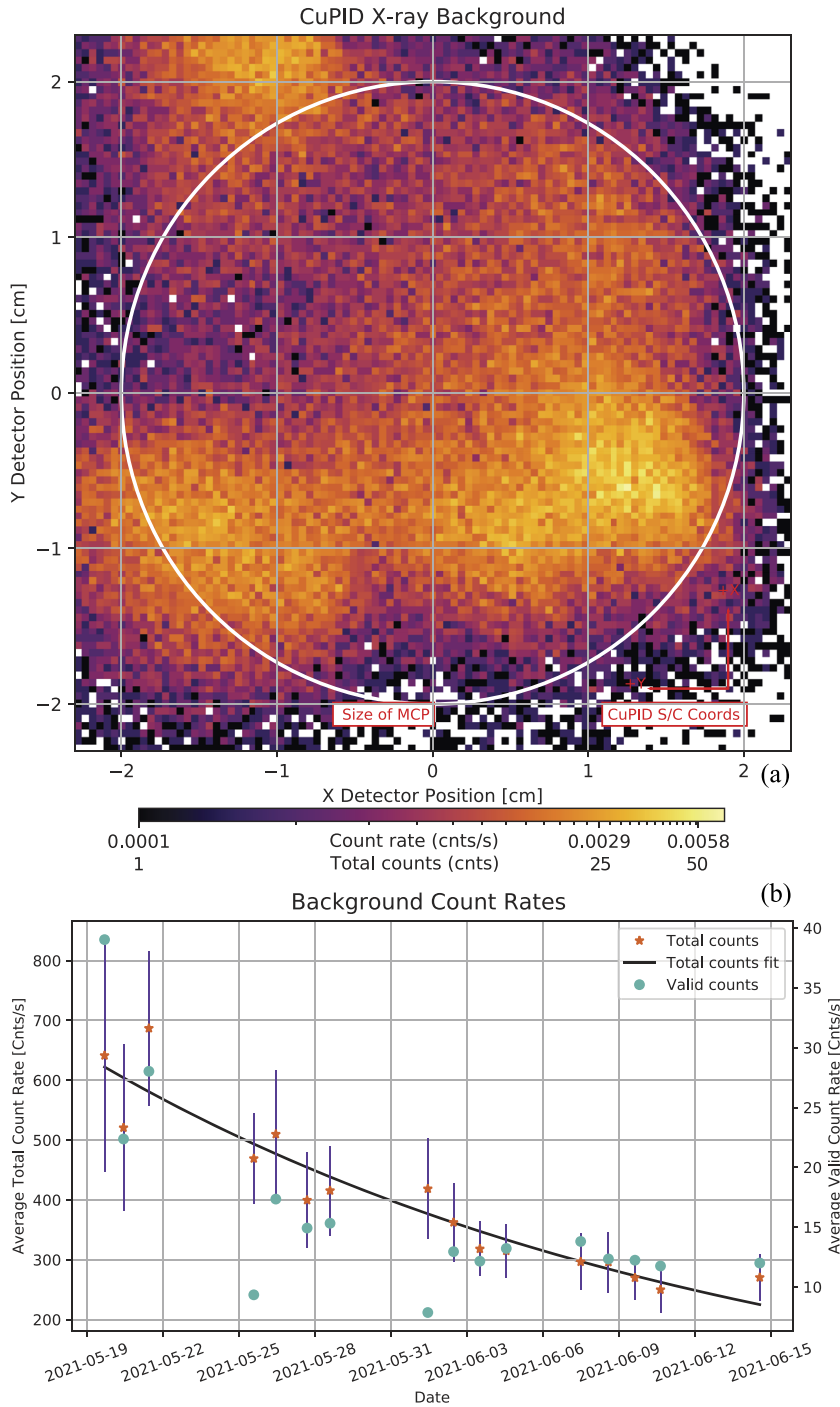 CuPID X-ray Background
Y Detector Position [cm]
2
1
0
−1
−2
+X
+Y
Size of MCP
CuPID S/C Coords
−2 −1 0 1 2
(a)
X Detector Position [cm]
0.0001 Count rate (cnts/s) 0.0029 0.0058
1 Total counts (cnts) 25 50
(b)
Background Count Rates
Average Total Count Rate [Cnts/s]
800
700
600
500
400
300
200
Total counts
Total counts fit
Valid counts
40
35
30
25
20
15
10
Average Valid Count Rate [Cnts/s]
2021-05-19 2021-05-22 2021-05-25 2021-05-28 2021-05-31 2021-06-03 2021-06-06 2021-06-09 2021-06-12 2021-06-15
Date